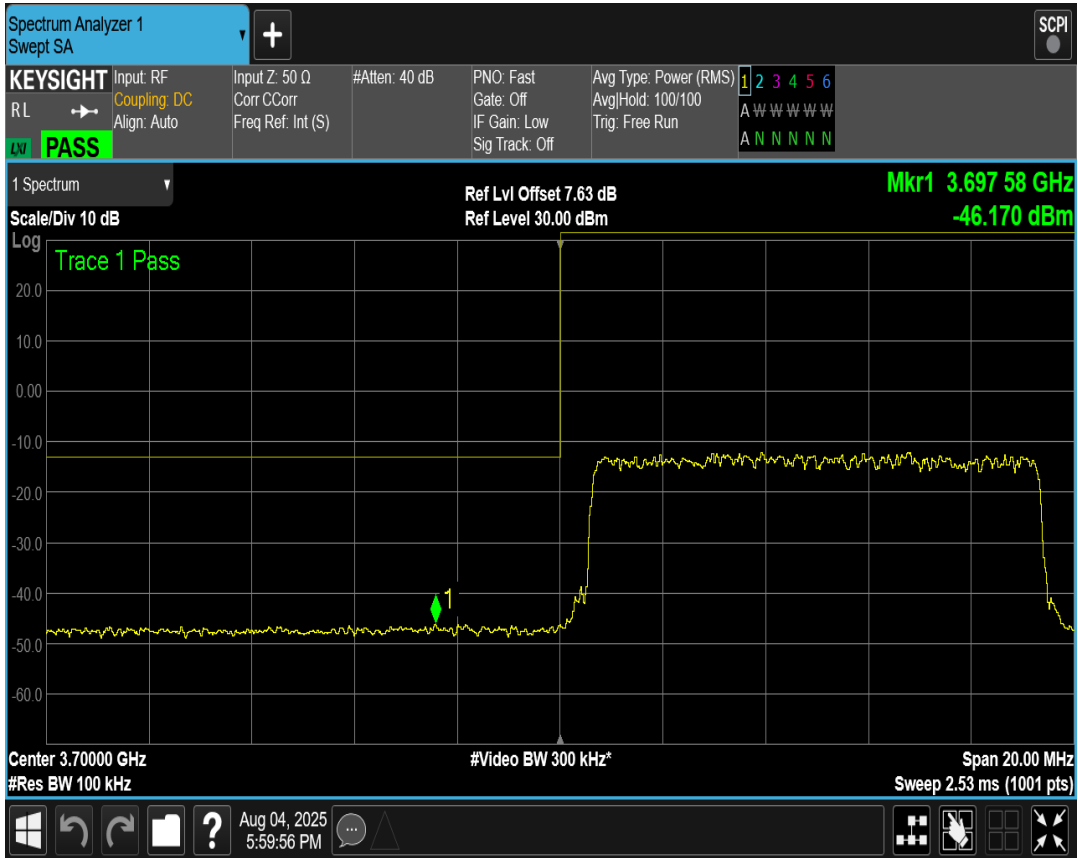 Spectrum Analyzer 1
Swept SA
+
SCPI
KEYSIGHT
R L
LXI
PASS
Input: RF
Coupling: DC
Align: Auto
Input Z: 50 Ω
Corr CCorr
Freq Ref: Int (S)
#Atten: 40 dB
PNO: Fast
Gate: Off
IF Gain: Low
Sig Track: Off
Avg Type: Power (RMS)
Avg|Hold: 100/100
Trig: Free Run
1 2 3 4 5 6
A W W W W W
A N N N N N
1 Spectrum
Scale/Div 10 dB
Ref Lvl Offset 7.63 dB
Ref Level 30.00 dBm
Mkr1 3.697 58 GHz
-46.170 dBm
Log
Trace 1 Pass
20.0
10.0
0.00
-10.0
-20.0
-30.0
-40.0
1
-50.0
-60.0
Center 3.70000 GHz
#Video BW 300 kHz*
Span 20.00 MHz
#Res BW 100 kHz
Sweep 2.53 ms (1001 pts)
?
Aug 04, 2025
5:59:56 PM